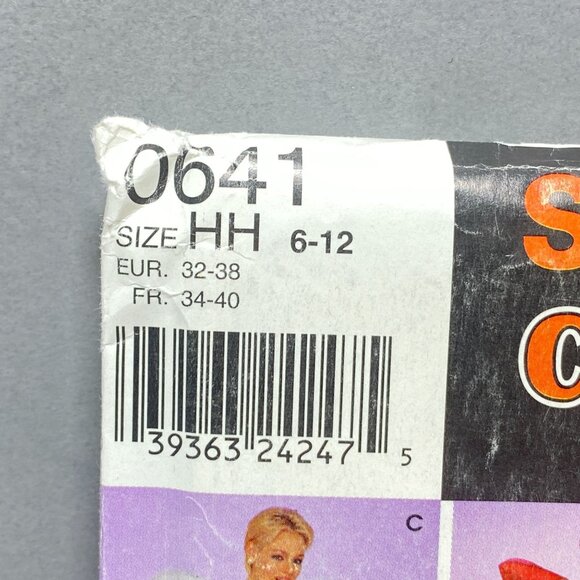 0641
SIZE HH 6-12
EUR. 32-38
FR. 34-40
39363 24247 5
S
C
C